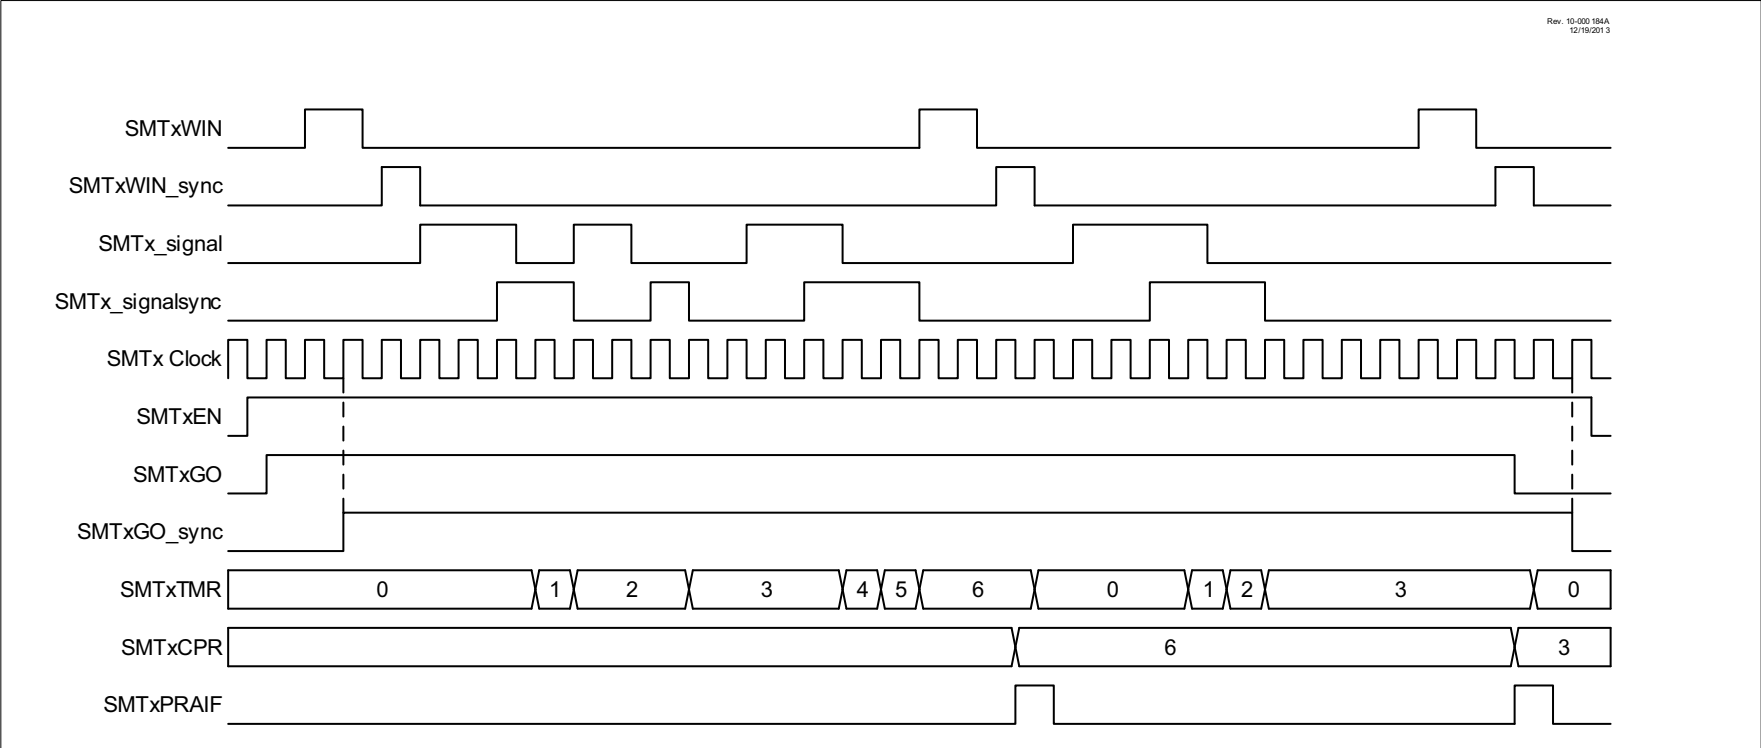 Rev. 10-000 184A
12/19/201 3
SMTxWIN
SMTxWIN_sync
SMTx_signal
SMTx_signalsync
SMTx Clock
SMTxEN
SMTxGO
SMTxGO_sync
SMTxTMR 0 1 2 3 4 5 6 0 1 2 3 0
SMTxCPR 6 3
SMTxPRAIF